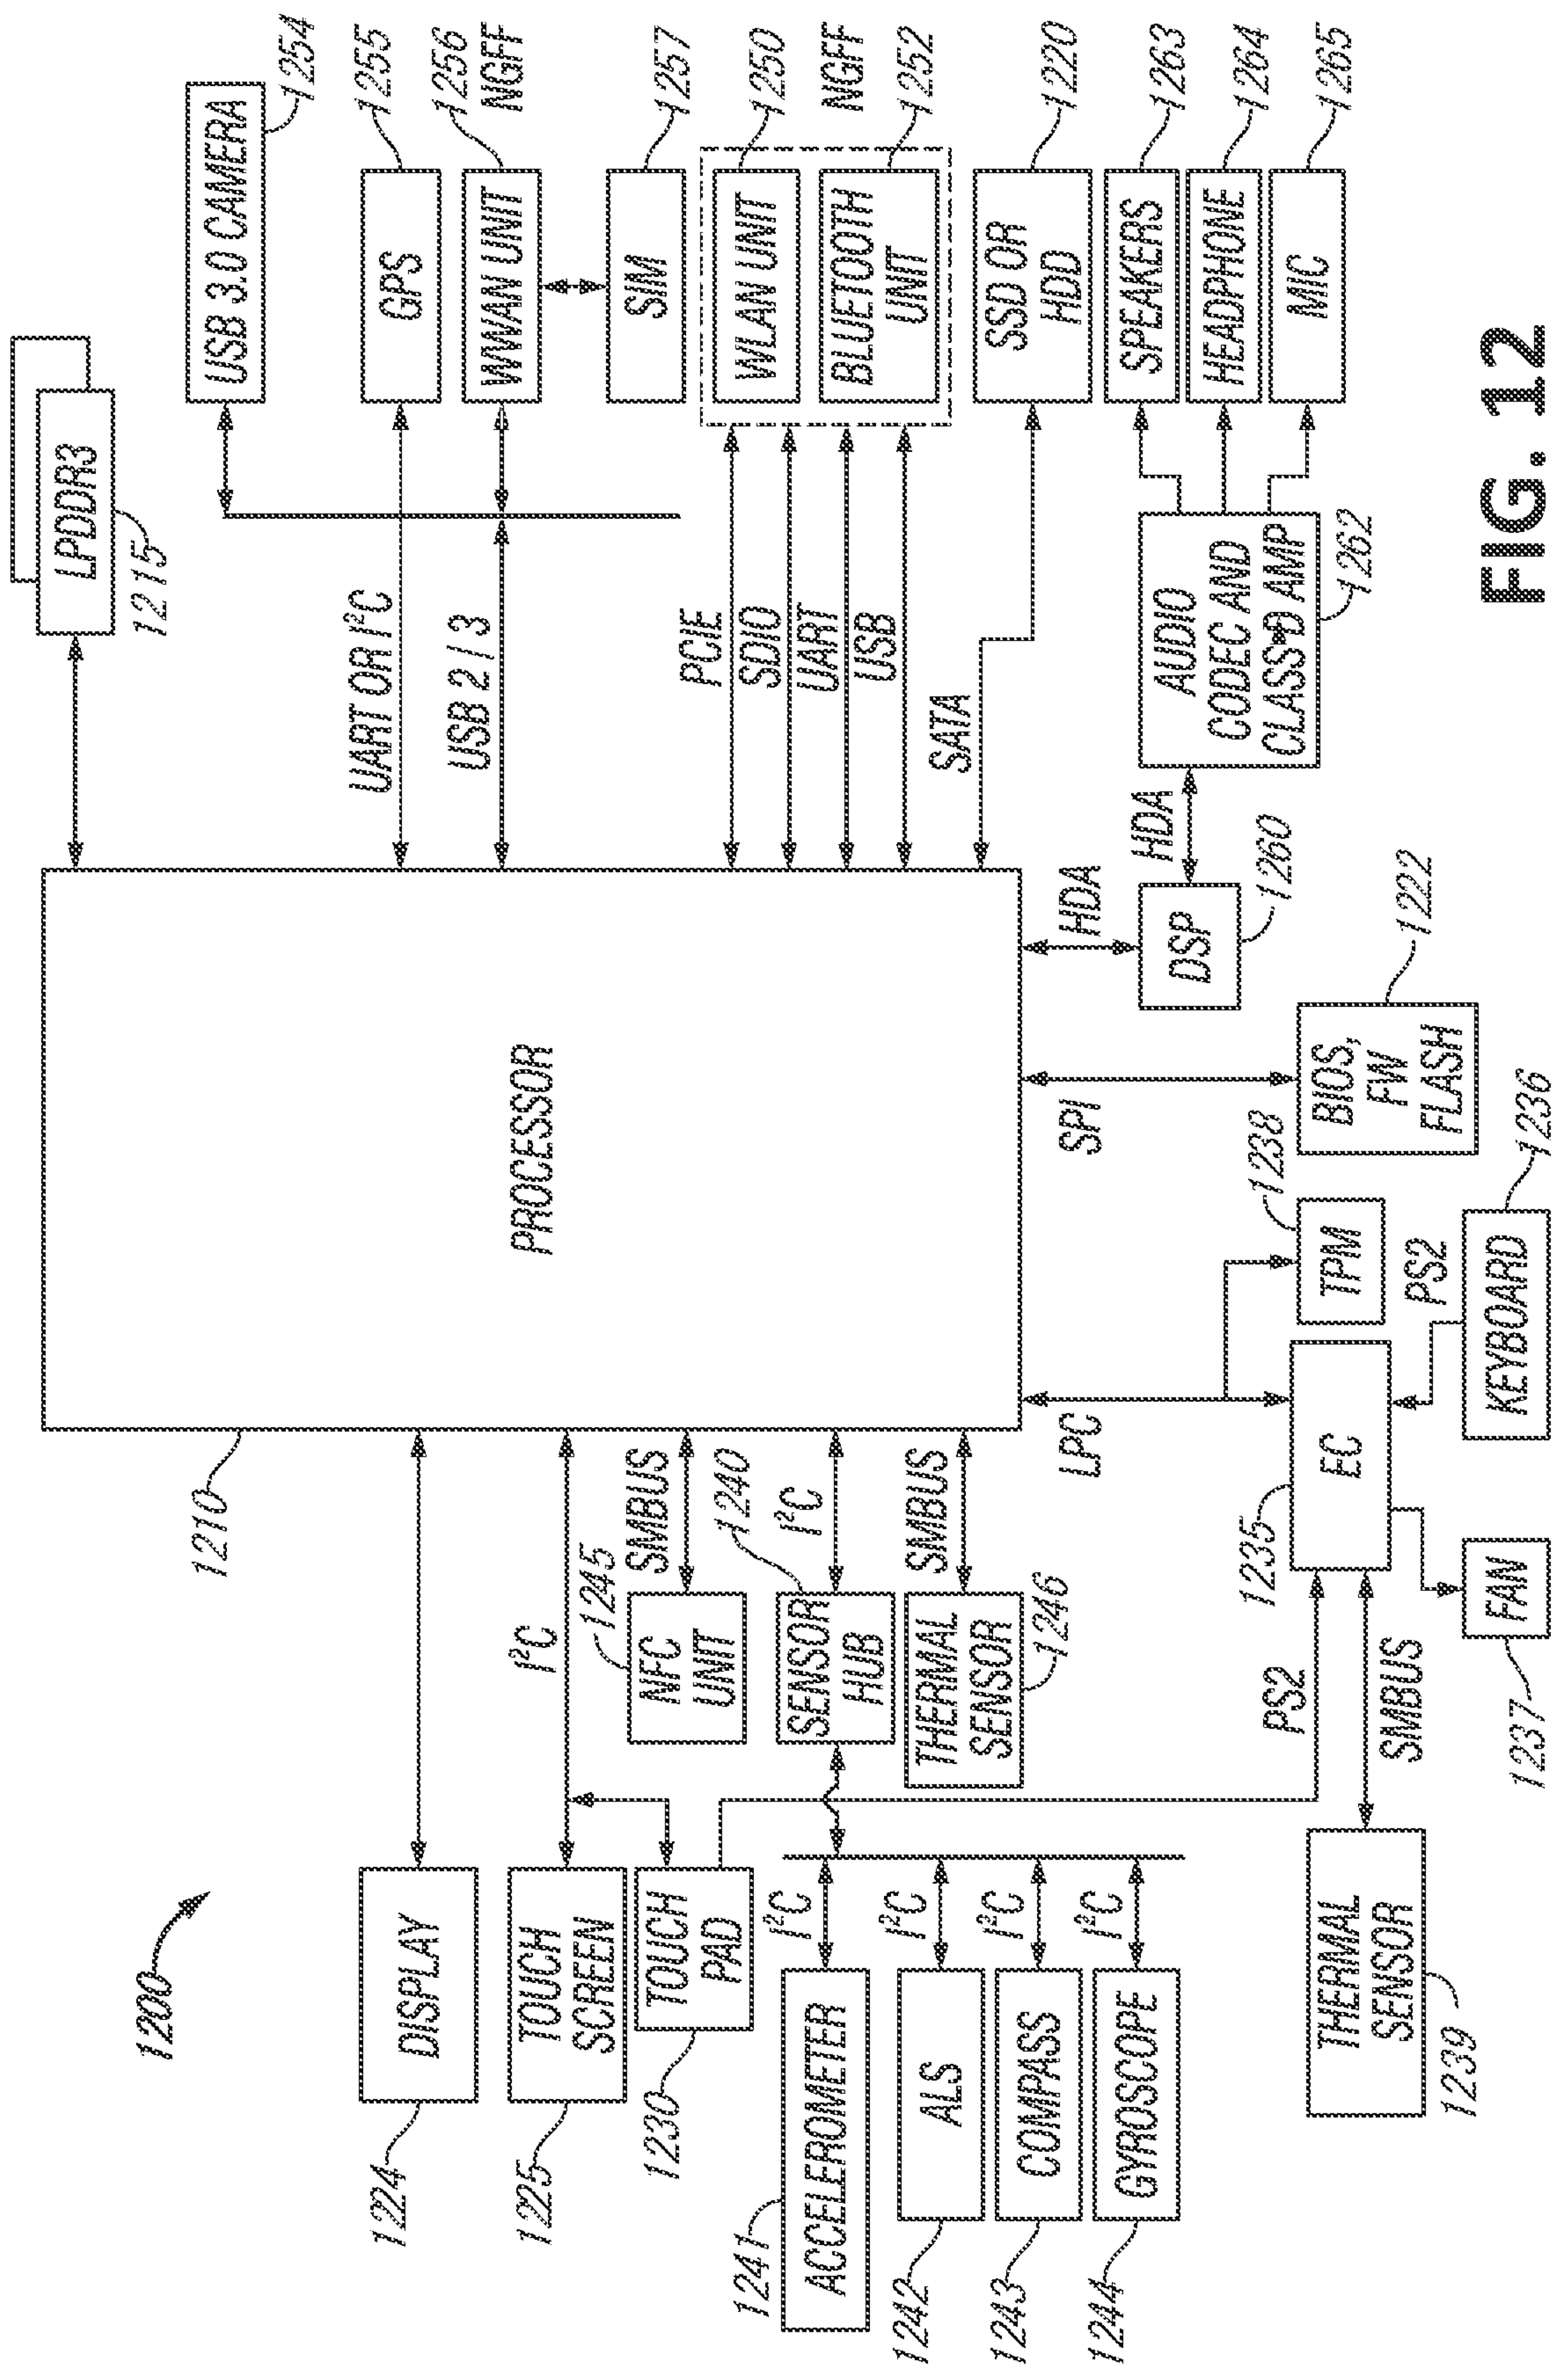 1200
1210
PROCESSOR
LPDDR3
1215
USB 3.0 CAMERA
1254
GPS
1255
UART OR I²C
WWAN UNIT
1256
NGFF
USB 2 / 3
SIM
1257
WLAN UNIT
1250
NGFF
BLUETOOTH
UNIT
1252
PCIE
SDIO
UART
USB
SSD OR
HDD
1220
SATA
SPEAKERS
1263
HEADPHONE
1264
MIC
1265
AUDIO
CODEC AND
CLASS D AMP
1262
HDA
HDA
DSP
1260
SPI
BIOS,
FW
FLASH
1222
LPC
TPM
1238
EC
1235
PS2
KEYBOARD
1236
FAN
1237
PS2
SMBUS
THERMAL
SENSOR
1239
DISPLAY
1224
I²C
TOUCH
SCREEN
1225
TOUCH
PAD
1230
SMBUS
NFC
UNIT
1245
I²C
SENSOR
HUB
1240
SMBUS
THERMAL
SENSOR
1246
I²C
ACCELEROMETER
1241
I²C
ALS
1242
I²C
COMPASS
1243
I²C
GYROSCOPE
1244
FIG. 12